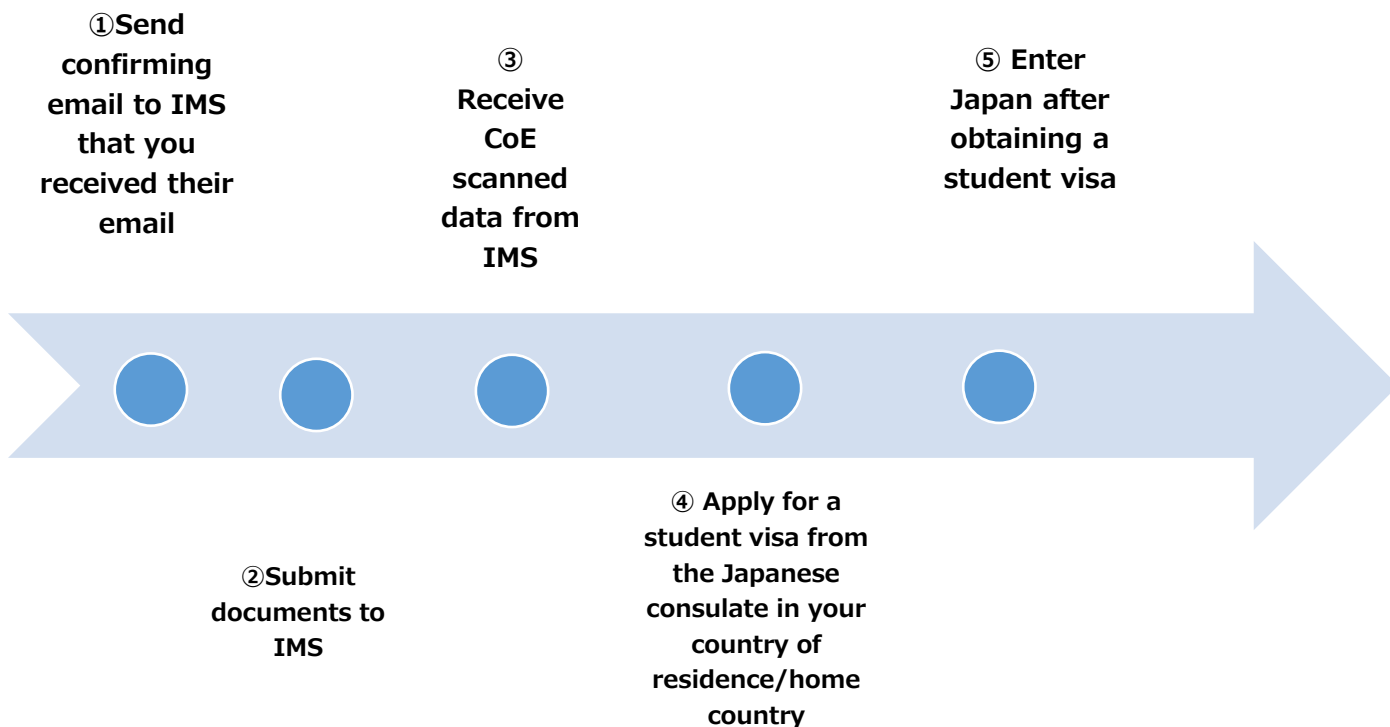 ①Send
confirming
email to IMS
that you
received their
email
②Submit
documents to
IMS
③
Receive
CoE
scanned
data from
IMS
④ Apply for a
student visa from
the Japanese
consulate in your
country of
residence/home
country
⑤ Enter
Japan after
obtaining a
student visa